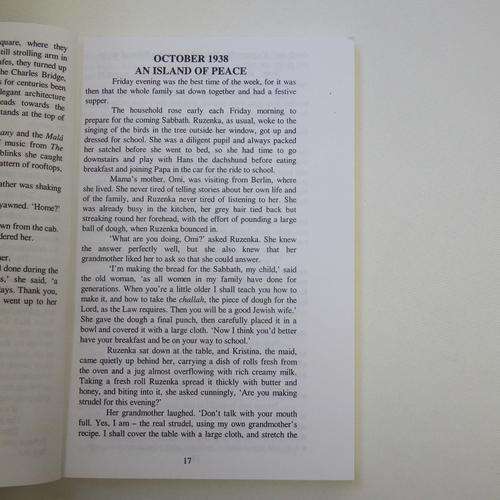 quare, where they
till strolling arm in
afes, they turned up
he Charles Bridge,
s for centuries been
legant architecture
eads towards the
stands at the top of
any and the Malá
music from The
blinks she caught
attern of rooftops,
ather was shaking
yawned. 'Home?'
own from the cab.
dered her.
her.
l done during the
s,' she said, 'a
days. Thank you,
went up to her
OCTOBER 1938
AN ISLAND OF PEACE
Friday evening was the best time of the week, for it was
then that the whole family sat down together and had a festive
supper.
The household rose early each Friday morning to
prepare for the coming Sabbath. Ruzenka, as usual, woke to the
singing of the birds in the tree outside her window, got up and
dressed for school. She was a diligent pupil and always packed
her satchel before she went to bed, so she had time to go
downstairs and play with Hans the dachshund before eating
breakfast and joining Papa in the car for the ride to school.
Mama's mother, Omi, was visiting from Berlin, where
she lived. She never tired of telling stories about her own life and
of the family, and Ruzenka never tired of listening to her. She
was already busy in the kitchen, her grey hair tied back but
streaking round her forehead, with the effort of pounding a large
ball of dough, when Ruzenka bounced in.
'What are you doing, Omi?' asked Ruzenka. She knew
the answer perfectly well, but she also knew that her
grandmother liked her to ask so that she could answer.
'I'm making the bread for the Sabbath, my child,' said
the old woman, 'as all women in my family have done for
generations. When you're a little older I shall teach you how to
make it, and how to take the challah, the piece of dough for the
Lord, as the Law requires. Then you will be a good Jewish wife.'
She gave the dough a final punch, then carefully placed it in a
bowl and covered it with a large cloth. 'Now I think you'd better
have your breakfast and be on your way to school.'
Ruzenka sat down at the table, and Kristina, the maid,
came quietly up behind her, carrying a dish of rolls fresh from
the oven and a jug almost overflowing with rich creamy milk.
Taking a fresh roll Ruzenka spread it thickly with butter and
honey, and biting into it, she asked cunningly, 'Are you making
strudel for this evening?'
Her grandmother laughed. 'Don't talk with your mouth
full. Yes, I am – the real strudel, using my own grandmother's
recipe. I shall cover the table with a large cloth, and stretch the
17